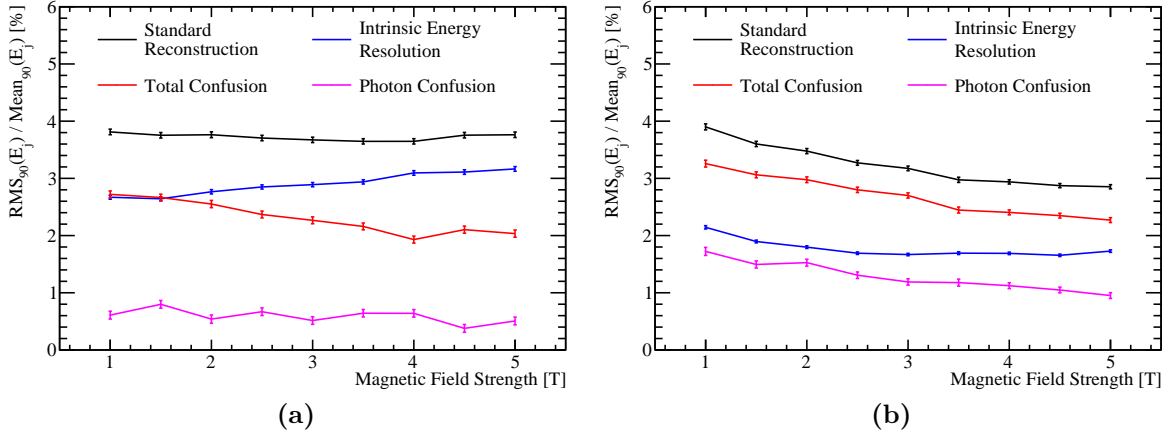 RMS90(Ej) / Mean90(Ej) [%]
6
5
4
3
2
1
0
Standard Reconstruction
Intrinsic Energy Resolution
Total Confusion
Photon Confusion
1 2 3 4 5
Magnetic Field Strength [T]
(a)
RMS90(Ej) / Mean90(Ej) [%]
6
5
4
3
2
1
0
Standard Reconstruction
Intrinsic Energy Resolution
Total Confusion
Photon Confusion
1 2 3 4 5
Magnetic Field Strength [T]
(b)